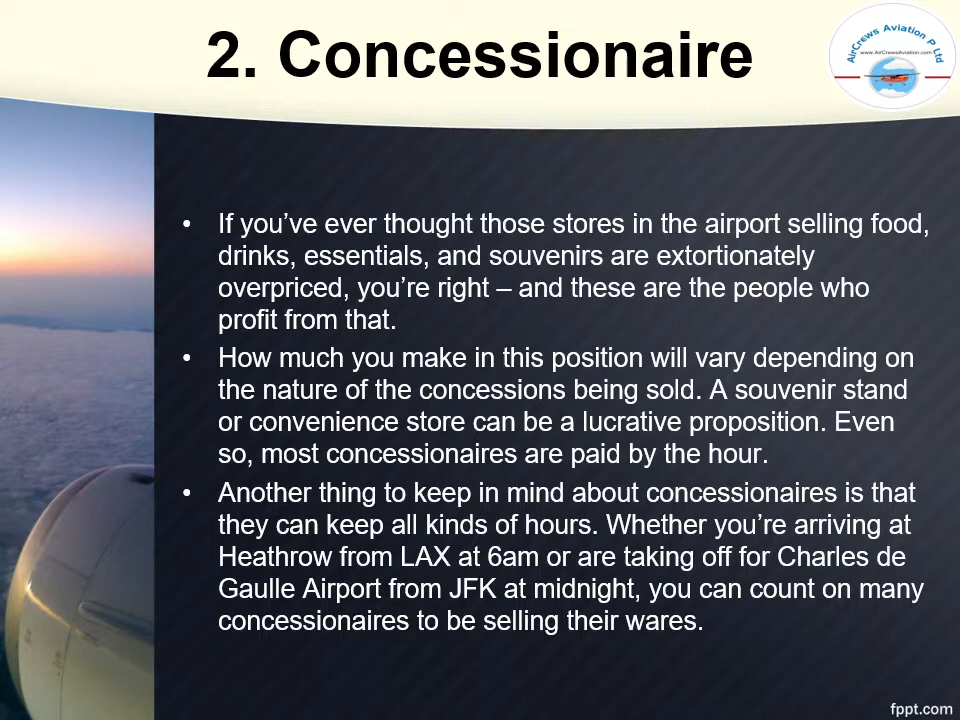 2. Concessionaire
AirCrews Aviation P Ltd
www.AirCrewsAviation.com
• If you’ve ever thought those stores in the airport selling food,
drinks, essentials, and souvenirs are extortionately
overpriced, you’re right – and these are the people who
profit from that.
• How much you make in this position will vary depending on
the nature of the concessions being sold. A souvenir stand
or convenience store can be a lucrative proposition. Even
so, most concessionaires are paid by the hour.
• Another thing to keep in mind about concessionaires is that
they can keep all kinds of hours. Whether you’re arriving at
Heathrow from LAX at 6am or are taking off for Charles de
Gaulle Airport from JFK at midnight, you can count on many
concessionaires to be selling their wares.
fppt.com